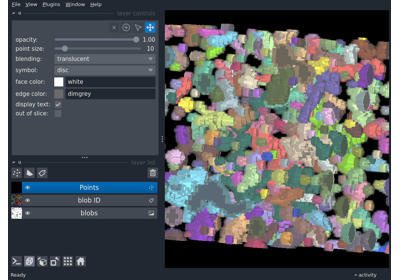 File View Plugins Window Help
layer controls
opacity: 1.00
point size: 10
blending: translucent
symbol: disc
face color: white
edge color: dimgrey
display text:
out of slice:
layer list
Points
blob ID
blobs
Ready activity